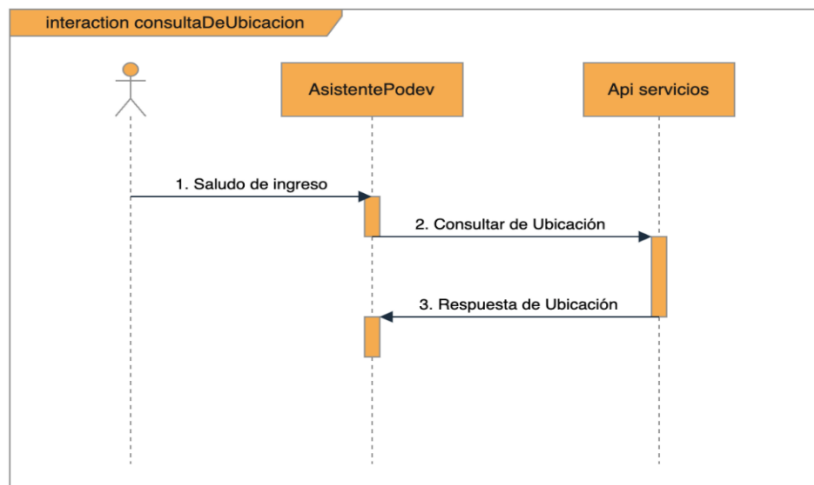 interaction consultaDeUbicacion
AsistentePodev
Api servicios
1. Saludo de ingreso
2. Consultar de Ubicación
3. Respuesta de Ubicación